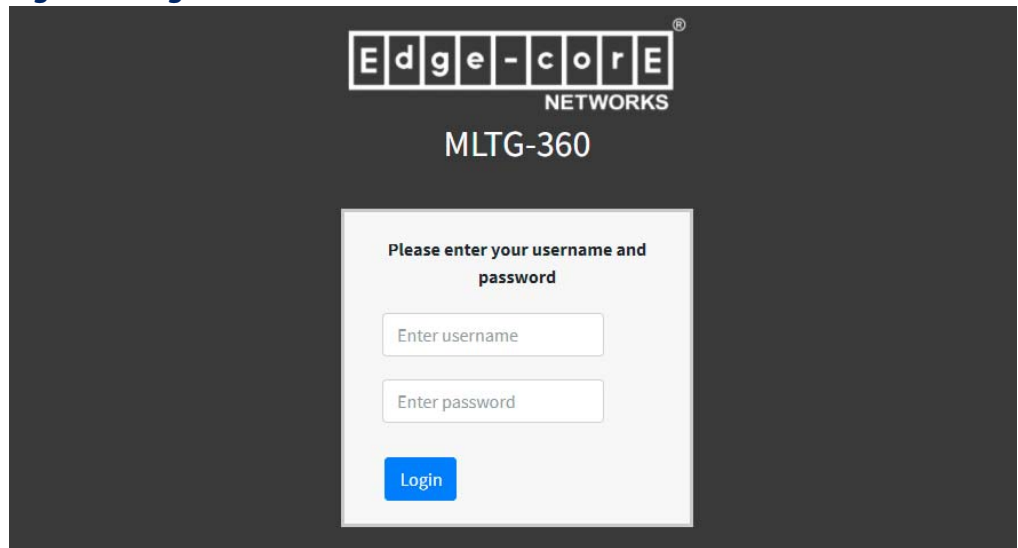 Edge-corE®
NETWORKS
MLTG-360
Please enter your username and
password
Enter username
Enter password
Login